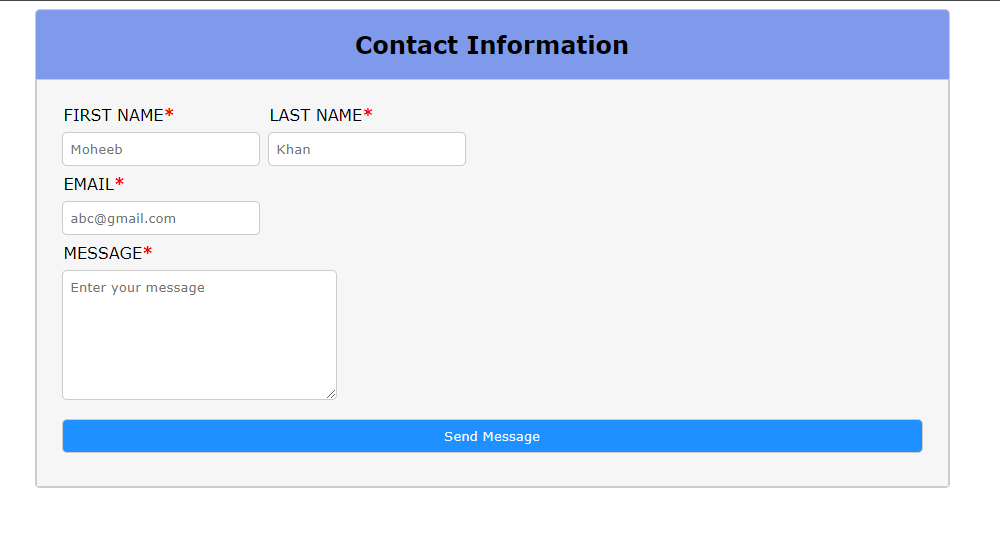 Contact Information
FIRST NAME* LAST NAME*
Moheeb Khan
EMAIL*
abc@gmail.com
MESSAGE*
Enter your message
Send Message